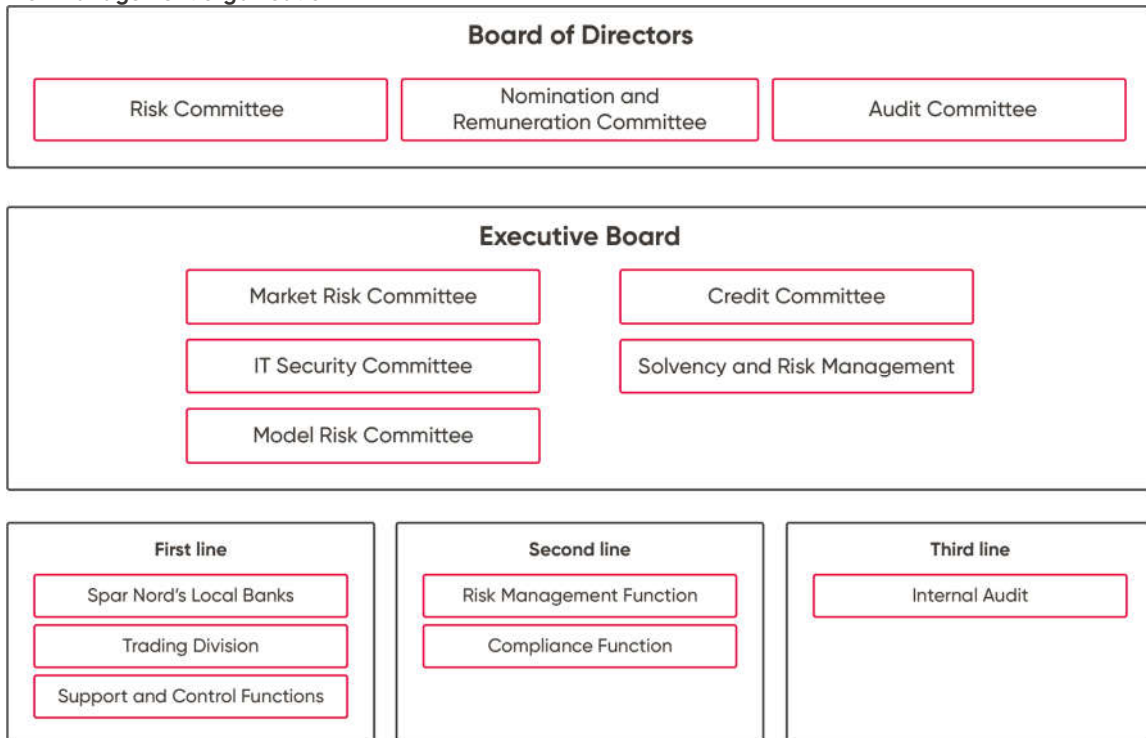 Board of Directors
Risk Committee
Nomination and
Remuneration Committee
Audit Committee
Executive Board
Market Risk Committee
Credit Committee
IT Security Committee
Solvency and Risk Management
Model Risk Committee
First line
Spar Nord's Local Banks
Trading Division
Support and Control Functions
Second line
Risk Management Function
Compliance Function
Third line
Internal Audit